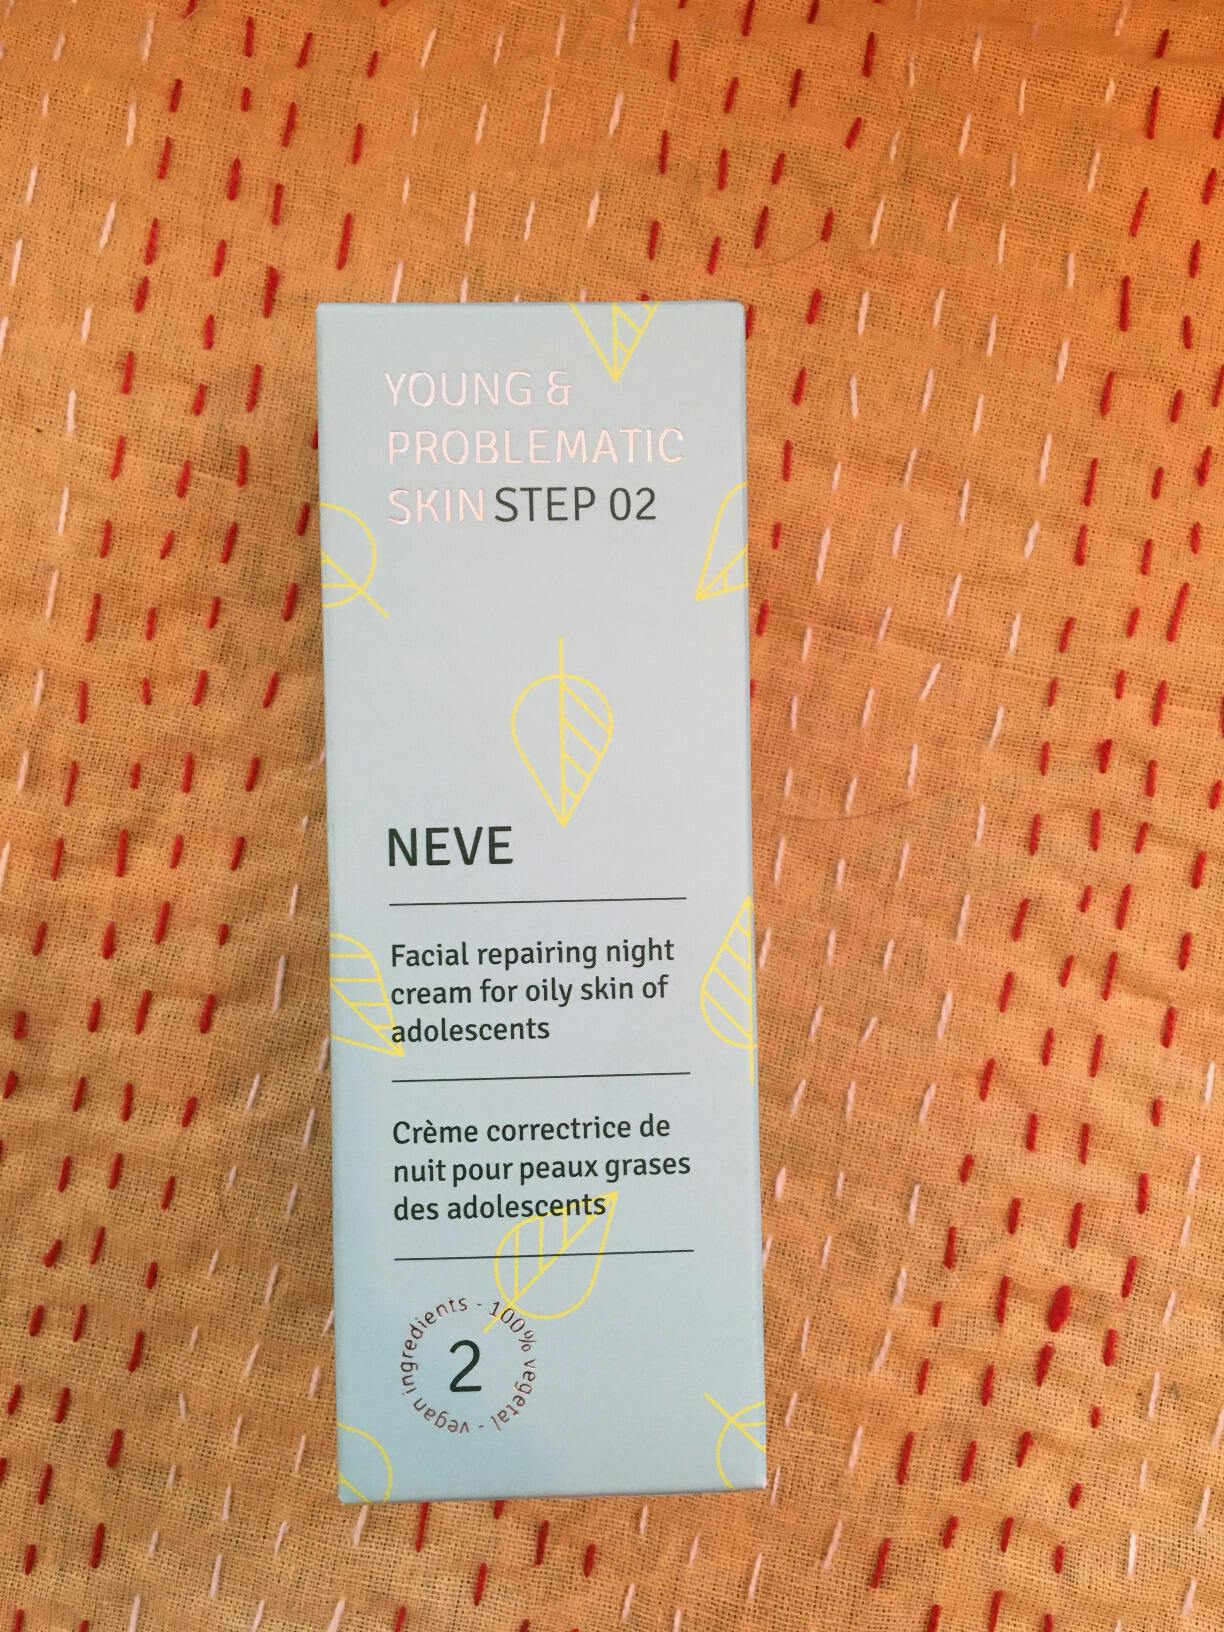 YOUNG &
PROBLEMATIC
SKIN STEP 02
NEVE
Facial repairing night
cream for oily skin of
adolescents
Crème correctrice de
nuit pour peaux grases
des adolescents
100% vegetal - vegan ingredients -
2